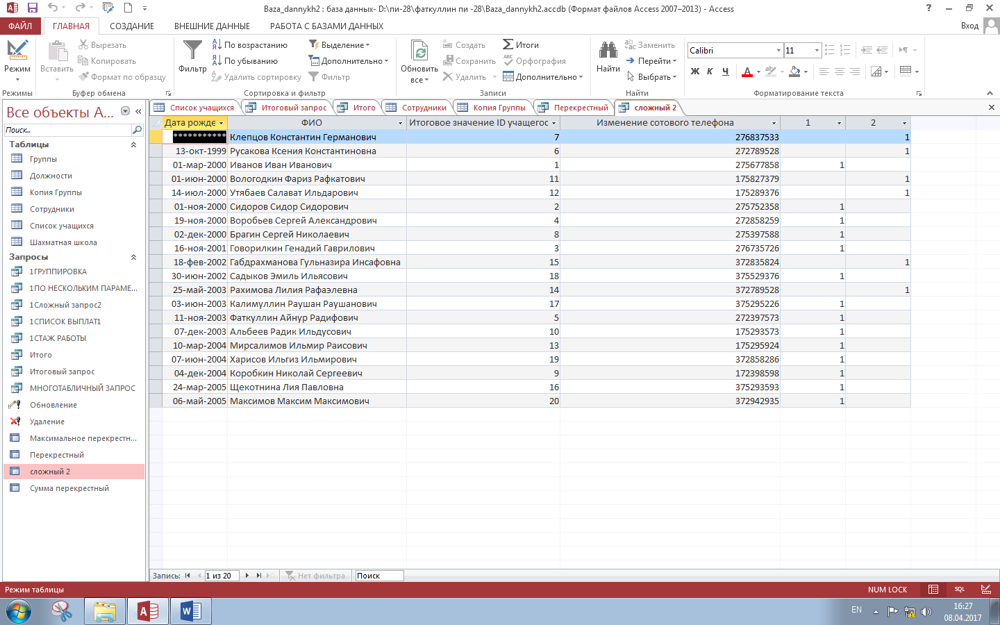 Baza_dannykh2 : база данных- D:\пи-28\фаткуллин пи -28\Baza_dannykh2.accdb (Формат файлов Access 2007–2013) - Access
ФАЙЛ ГЛАВНАЯ СОЗДАНИЕ ВНЕШНИЕ ДАННЫЕ РАБОТА С БАЗАМИ ДАННЫХ Вход
Режим
Режимы
Вставить
Вырезать
Копировать
Формат по образцу
Буфер обмена
Фильтр
По возрастанию
По убыванию
Удалить сортировку
Выделение
Дополнительно
Фильтр
Сортировка и фильтр
Обновить все
Создать
Сохранить
Удалить
Итоги
Орфография
Дополнительно
Записи
Найти
Заменить
Перейти
Выбрать
Найти
Calibri 11
Ж К Ч
Форматирование текста
Все объекты A...
Поиск...
Таблицы
Группы
Должности
Копия Группы
Сотрудники
Список учащихся
Шахматная школа
Запросы
1ГРУППИРОВКА
1ПО НЕСКОЛЬКИМ ПАРАМЕ...
1Сложный запрос2
1СПИСОК ВЫПЛАТ1
1СТАЖ РАБОТЫ
Итого
Итоговый запрос
МНОГОТАБЛИЧНЫЙ ЗАПРОС
Обновление
Удаление
Максимальное перекрестн...
Перекрестный
сложный 2
Сумма перекрестный
Список учащихся Итоговый запрос Итого Сотрудники Копия Группы Перекрестный сложный 2
Дата рожде ФИО Итоговое значение ID учащегос Изменение сотового телефона 1 2
*********** Клепцов Константин Германович 7 276837533 1
13-окт-1999 Русакова Ксения Константиновна 6 272789528 1
01-мар-2000 Иванов Иван Иванович 1 275677858 1
01-июн-2000 Вологодкин Фариз Рафкатович 11 175827379 1
14-июл-2000 Утябаев Салават Ильдарович 12 175289376 1
01-ноя-2000 Сидоров Сидор Сидорович 2 275752358 1
19-ноя-2000 Воробьев Сергей Александрович 4 272858259 1
02-дек-2000 Брагин Сергей Николаевич 8 275397588 1
16-ноя-2001 Говорилкин Генадий Гаврилович 3 276735726 1
18-фев-2002 Габдрахманова Гульназира Инсафовна 15 372835824 1
30-июн-2002 Садыков Эмиль Ильясович 18 375529376 1
25-май-2003 Рахимова Лилия Рафаэлевна 14 372789528 1
03-июн-2003 Калимуллин Раушан Раушанович 17 375295226 1
11-ноя-2003 Фаткуллин Айнур Радифович 5 272397573 1
07-дек-2003 Альбеев Радик Ильдусович 10 175293573 1
10-мар-2004 Мирсалимов Ильмир Раисович 13 175295924 1
07-июн-2004 Харисов Ильгиз Ильмирович 19 372858286 1
04-дек-2004 Коробкин Николай Сергеевич 9 172398598 1
24-мар-2005 Щекотнина Лия Павловна 16 375293593 1
06-май-2005 Максимов Максим Максимович 20 372942935 1
Запись: 1 из 20 Нет фильтра Поиск
Режим таблицы NUM LOCK SQL
EN 16:27
08.04.2017